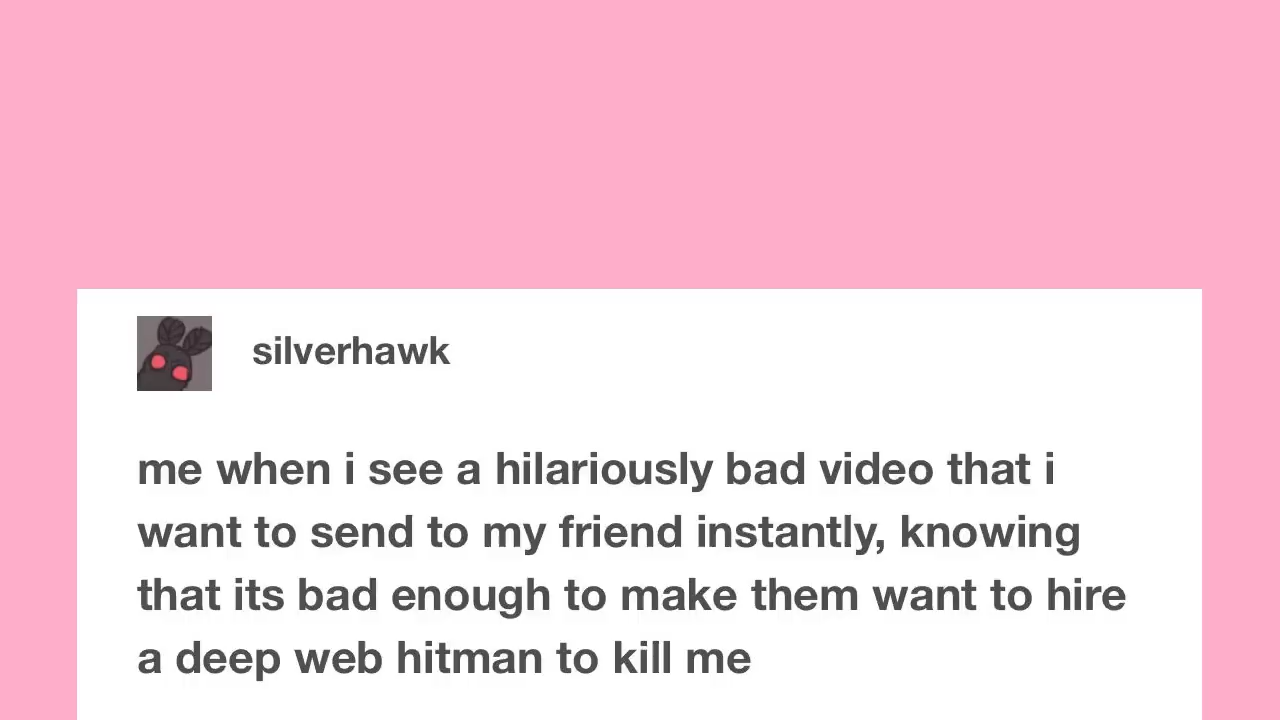 silverhawk
me when i see a hilariously bad video that i
want to send to my friend instantly, knowing
that its bad enough to make them want to hire
a deep web hitman to kill me